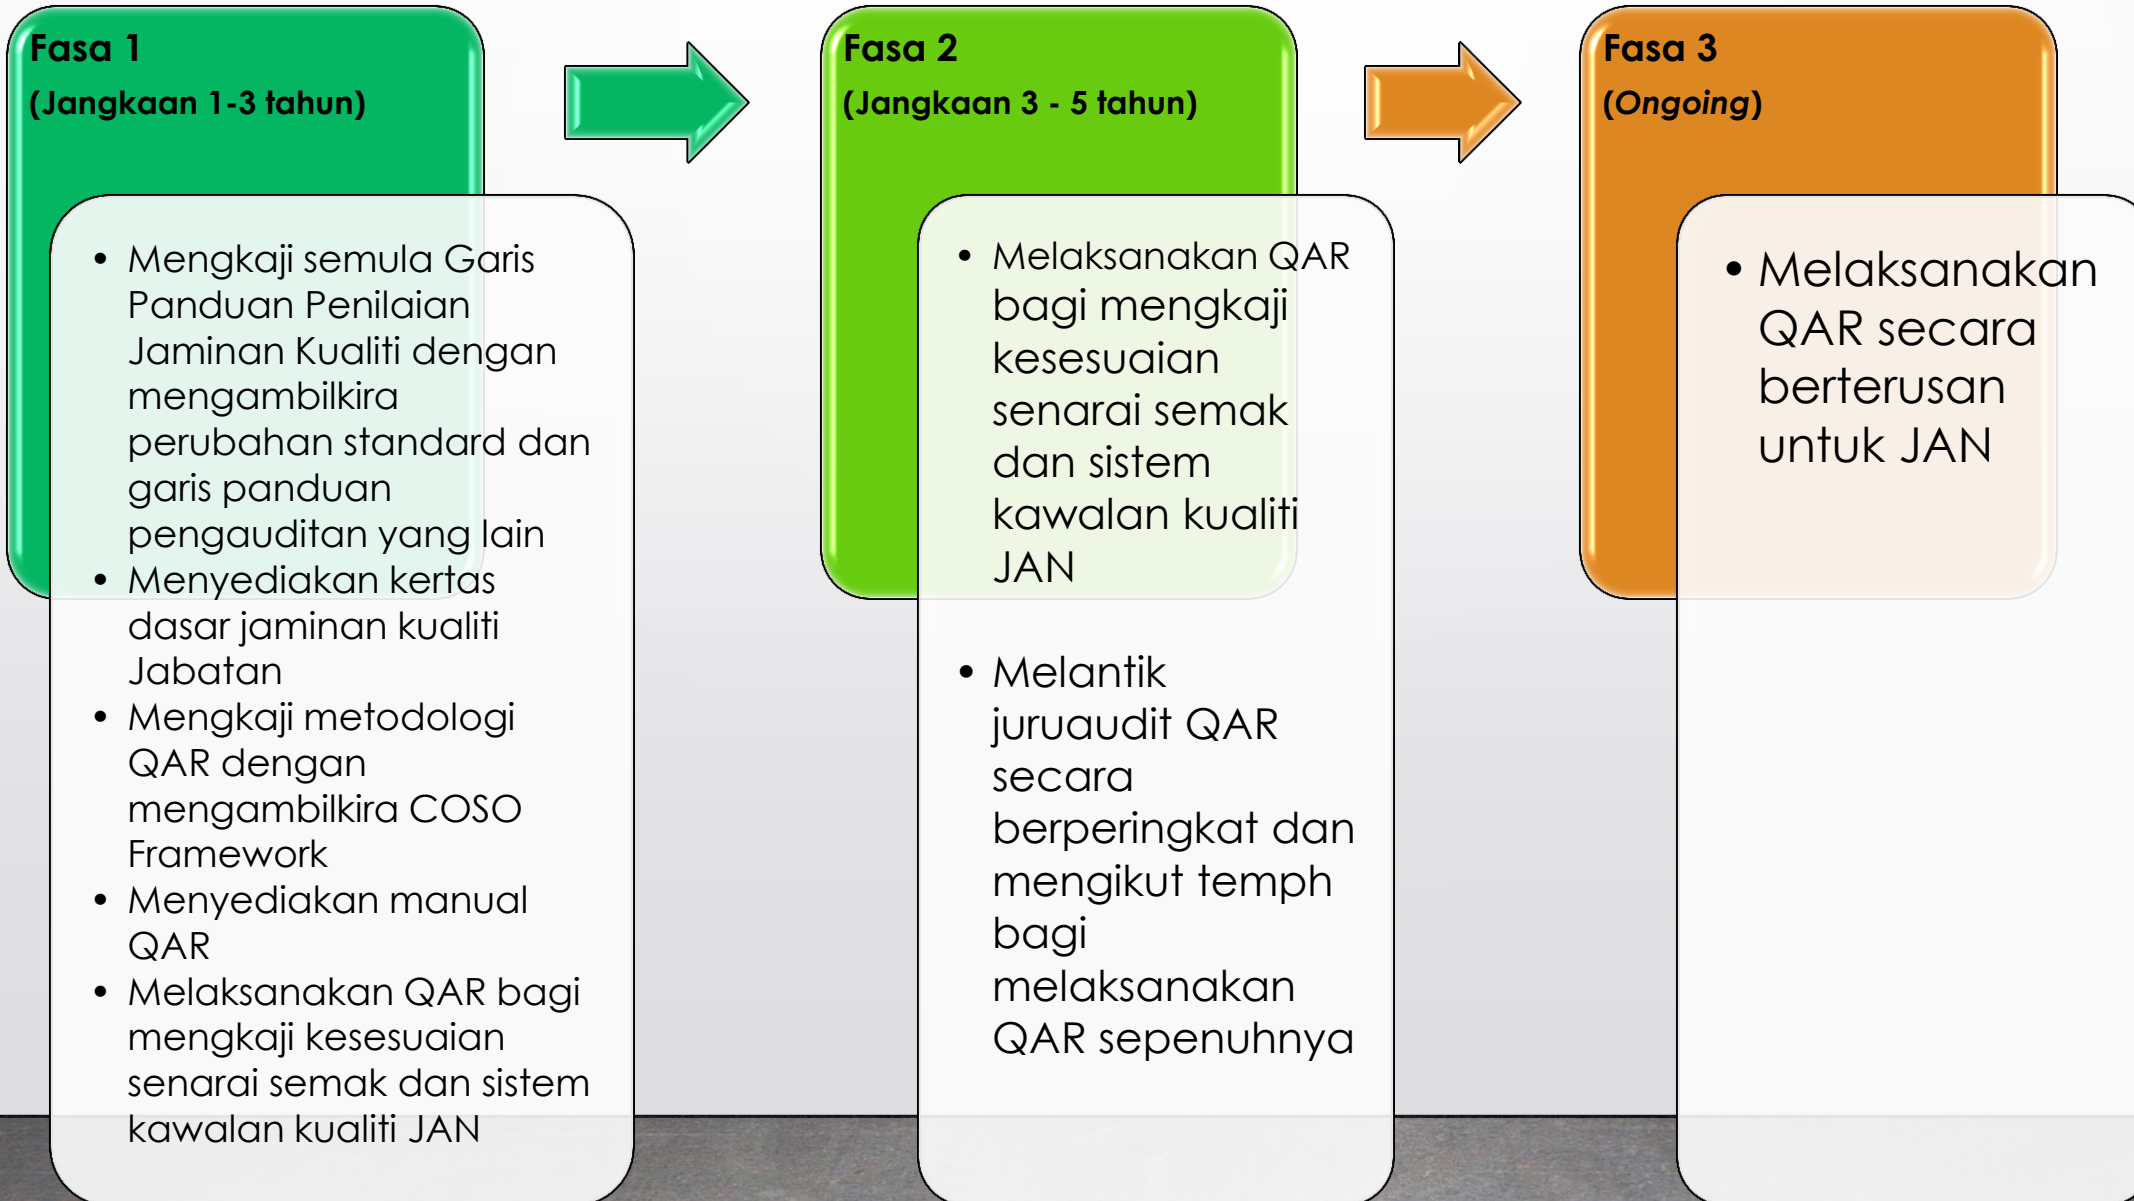 Fasa 1
(Jangkaan 1-3 tahun)
• Mengkaji semula Garis
Panduan Penilaian
Jaminan Kualiti dengan
mengambilkira
perubahan standard dan
garis panduan
pengauditan yang lain
• Menyediakan kertas
dasar jaminan kualiti
Jabatan
• Mengkaji metodologi
QAR dengan
mengambilkira COSO
Framework
• Menyediakan manual
QAR
• Melaksanakan QAR bagi
mengkaji kesesuaian
senarai semak dan sistem
kawalan kualiti JAN
Fasa 2
(Jangkaan 3 - 5 tahun)
• Melaksanakan QAR
bagi mengkaji
kesesuaian
senarai semak
dan sistem
kawalan kualiti
JAN
• Melantik
juruaudit QAR
secara
berperingkat dan
mengikut temph
bagi
melaksanakan
QAR sepenuhnya
Fasa 3
(Ongoing)
• Melaksanakan
QAR secara
berterusan
untuk JAN